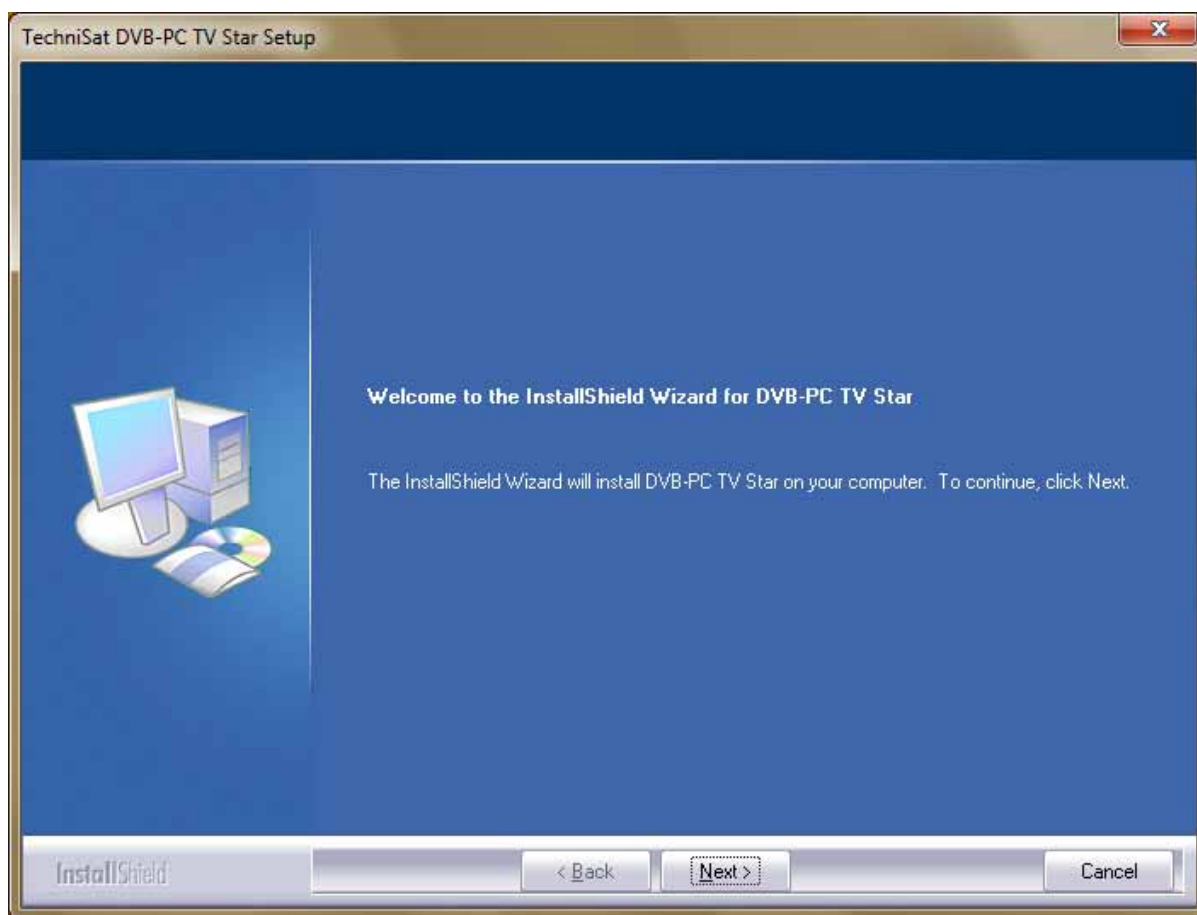 TechniSat DVB-PC TV Star Setup
Welcome to the InstallShield Wizard for DVB-PC TV Star
The InstallShield Wizard will install DVB-PC TV Star on your computer. To continue, click Next.
InstallShield
< Back
Next >
Cancel